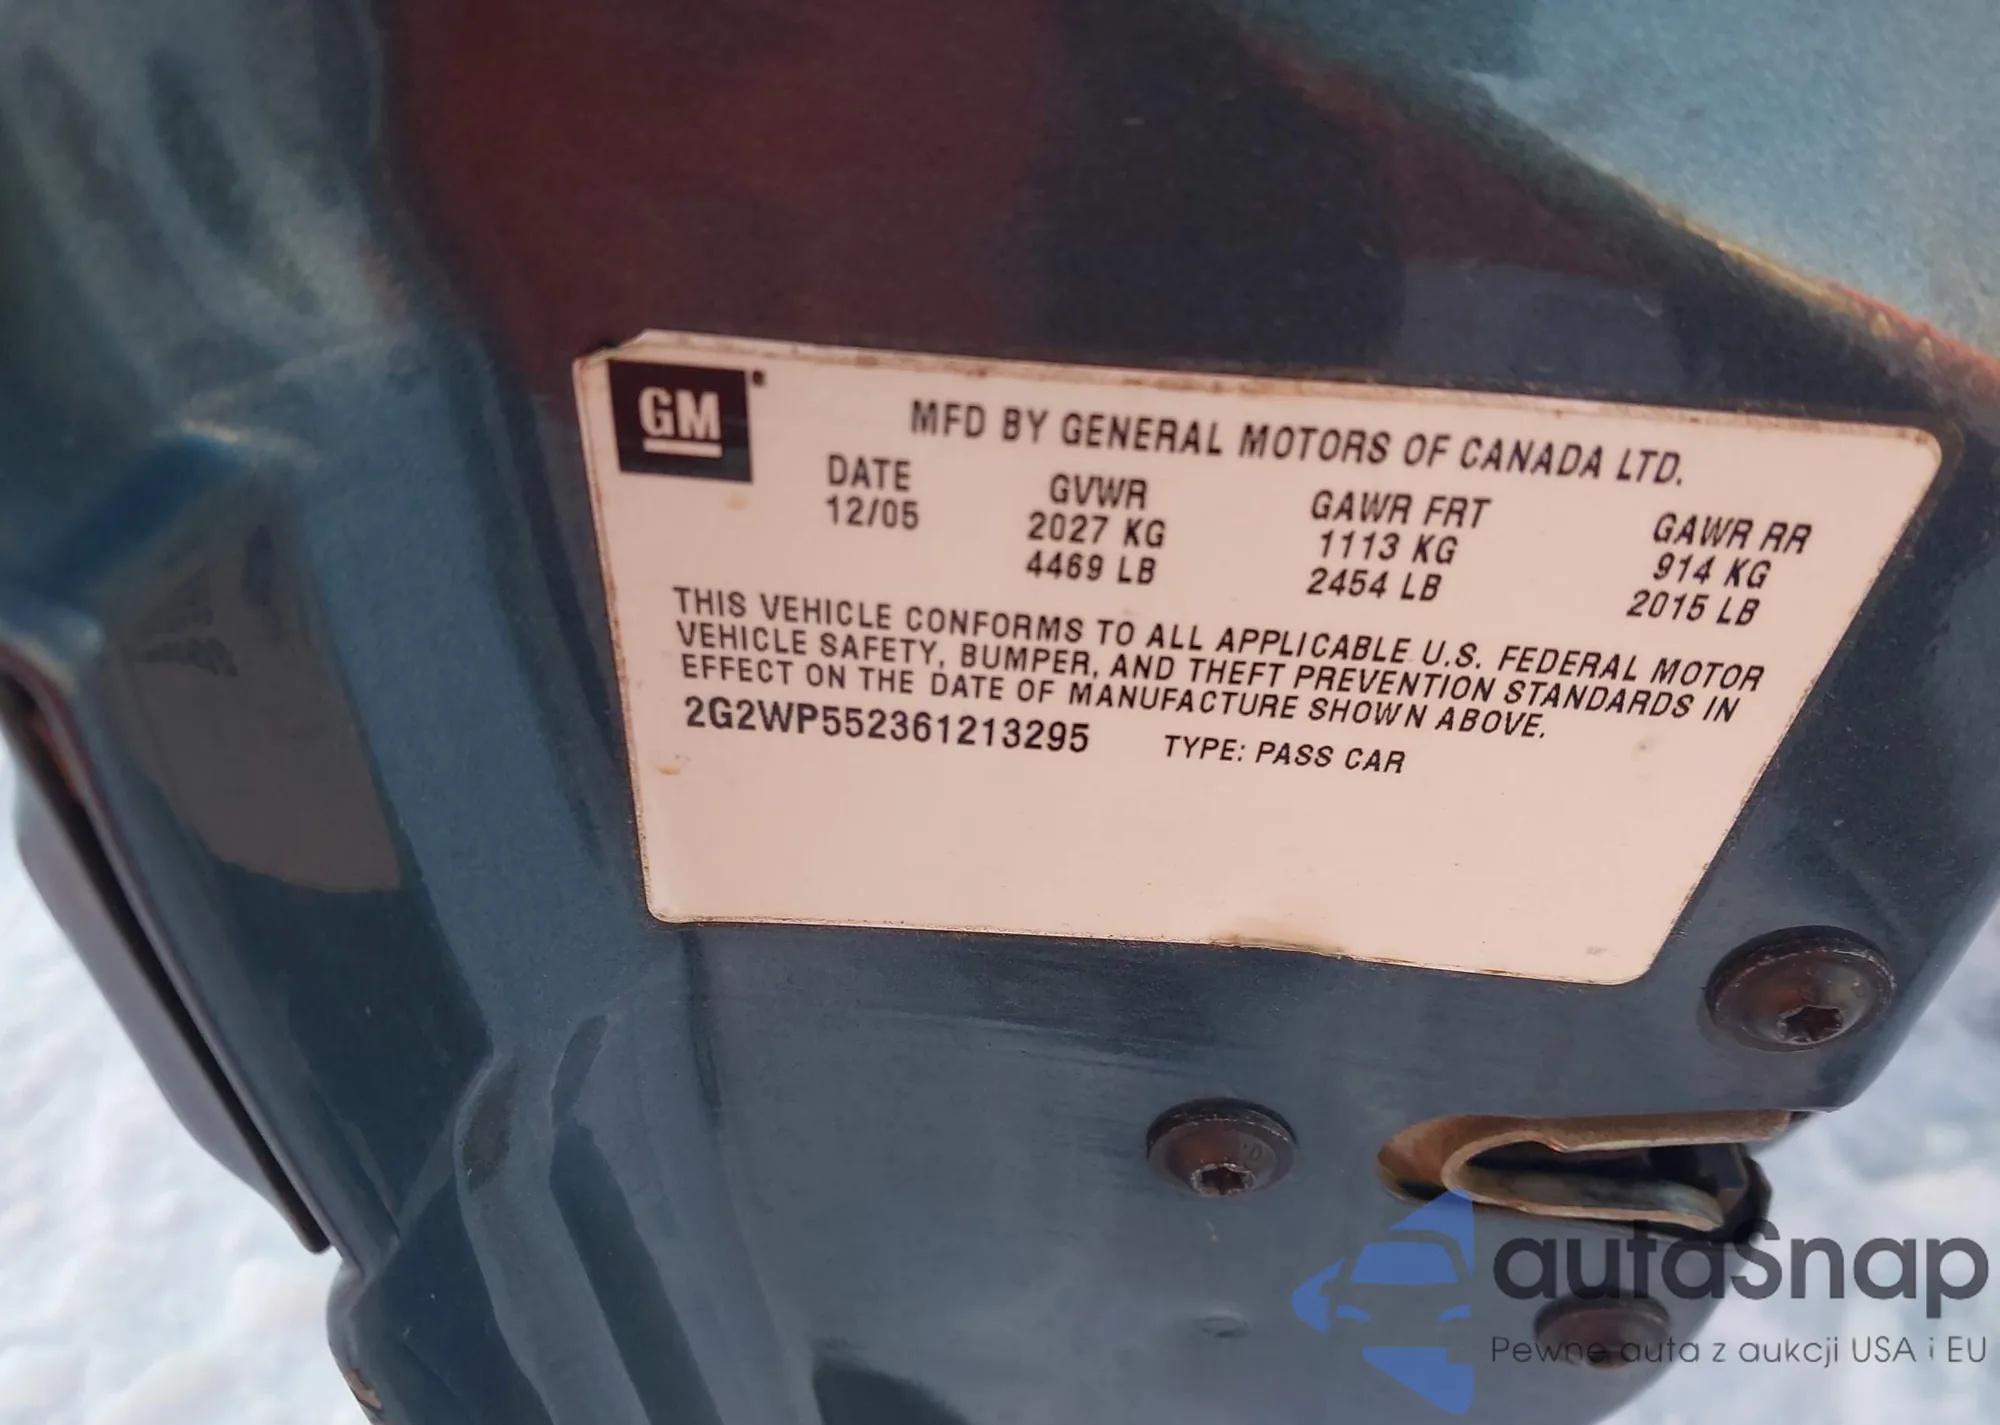 GM
MFD BY GENERAL MOTORS OF CANADA LTD.
DATE GVWR GAWR FRT GAWR RR
12/05 2027 KG 1113 KG 914 KG
4469 LB 2454 LB 2015 LB
THIS VEHICLE CONFORMS TO ALL APPLICABLE U.S. FEDERAL MOTOR
VEHICLE SAFETY, BUMPER, AND THEFT PREVENTION STANDARDS IN
EFFECT ON THE DATE OF MANUFACTURE SHOWN ABOVE.
2G2WP552361213295 TYPE: PASS CAR
autaSnap
Pewne auta z aukcji USA i EU